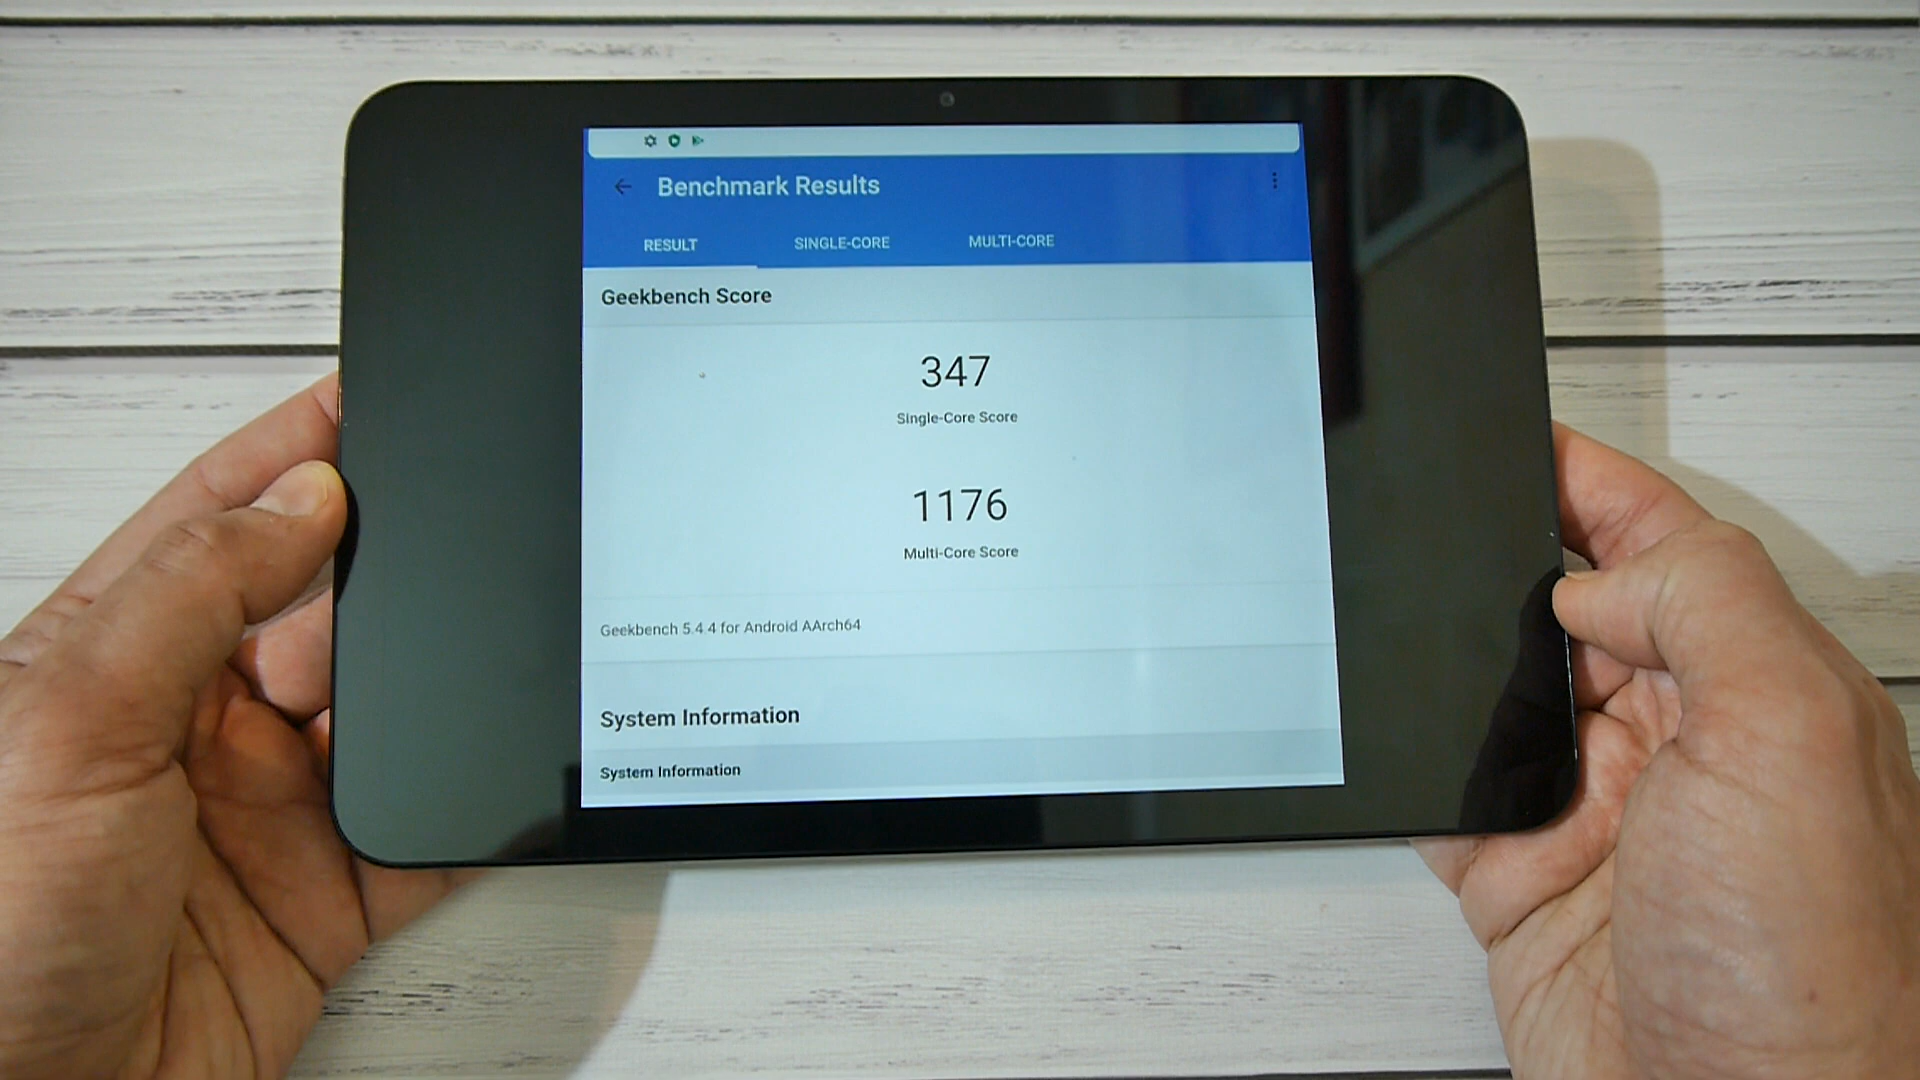 Benchmark Results
RESULT SINGLE-CORE MULTI-CORE
Geekbench Score
347
Single-Core Score
1176
Multi-Core Score
Geekbench 5.4.4 for Android AArch64
System Information
System Information